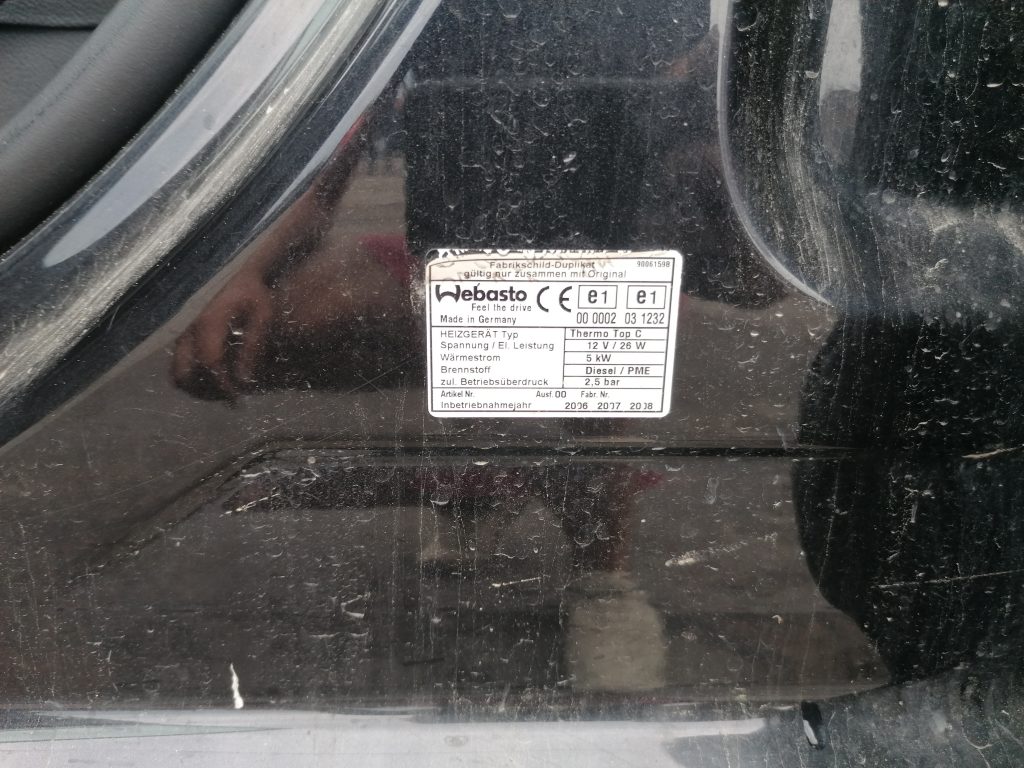 Fabrikschild-Duplikat 90061598
gültig nur zusammen mit Original
Webasto CE e1 e1
Feel the drive
Made in Germany 00 0002 03 1232
HEIZGERÄT Typ Thermo Top C
Spannung / El. Leistung 12 V / 26 W
Wärmestrom 5 kW
Brennstoff Diesel / PME
zul. Betriebsüberdruck 2,5 bar
Artikel Nr. Ausf. 00 Fabr. Nr.
Inbetriebnahmejahr 2006 2007 2008